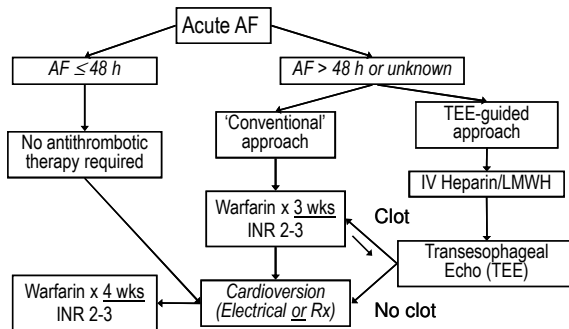 Acute AF
AF ≤ 48 h
AF > 48 h or unknown
No antithrombotic
therapy required
'Conventional'
approach
TEE-guided
approach
IV Heparin/LMWH
Warfarin x 3 wks
INR 2-3
Clot
Transesophageal
Echo (TEE)
Warfarin x 4 wks
INR 2-3
Cardioversion
(Electrical or Rx)
No clot